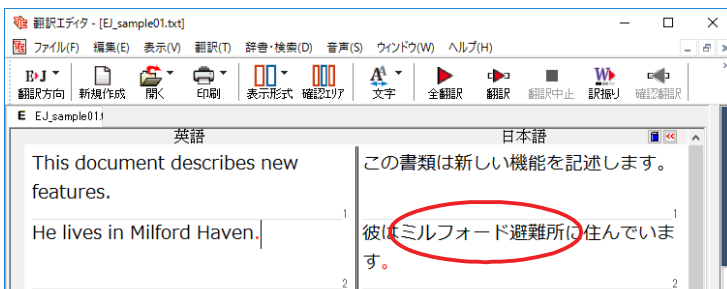 翻訳エディタ - [EJ_sample01.txt]
ファイル(F) 編集(E) 表示(V) 翻訳(T) 辞書・検索(D) 音声(S) ウィンドウ(W) ヘルプ(H)
E›J
翻訳方向 新規作成 開く 印刷 表示形式 確認エリア 文字 全翻訳 翻訳 翻訳中止 訳振り 確認翻訳
E EJ_sample01.t
英語 日本語
This document describes new
features.
1
この書類は新しい機能を記述します。
1
He lives in Milford Haven.
2
彼はミルフォード避難所に住んでいま
す。
2